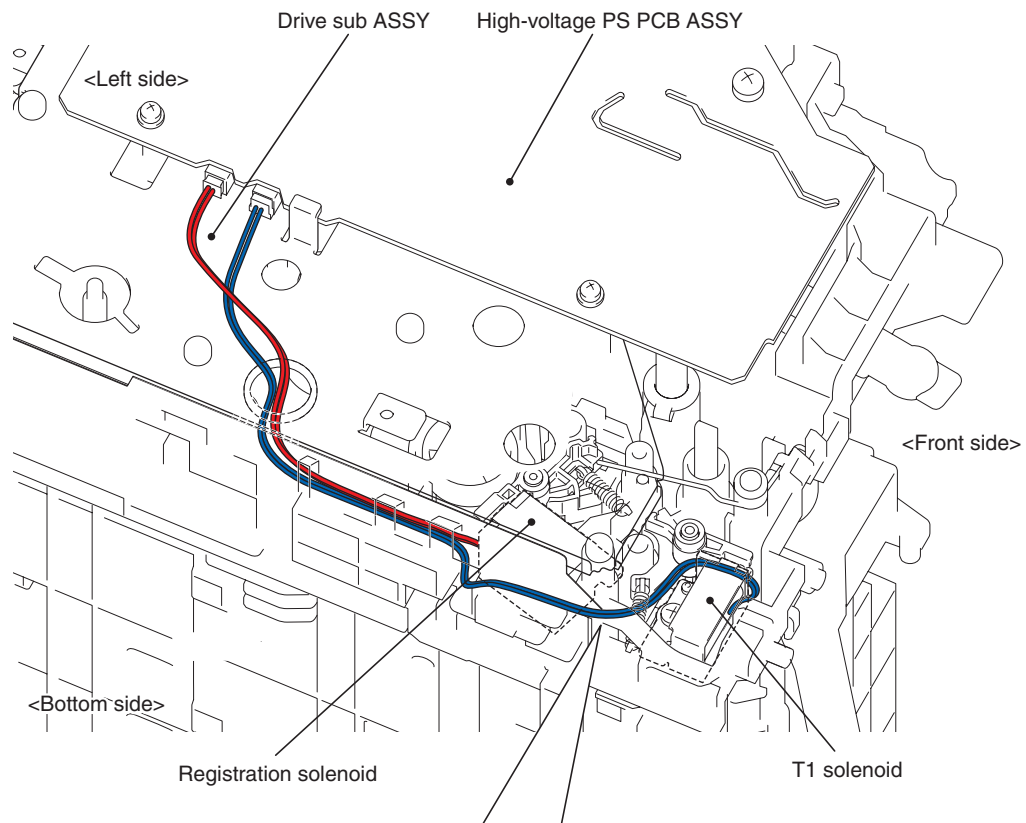 Drive sub ASSY
High-voltage PS PCB ASSY
<Left side>
<Front side>
<Bottom side>
Registration solenoid
T1 solenoid